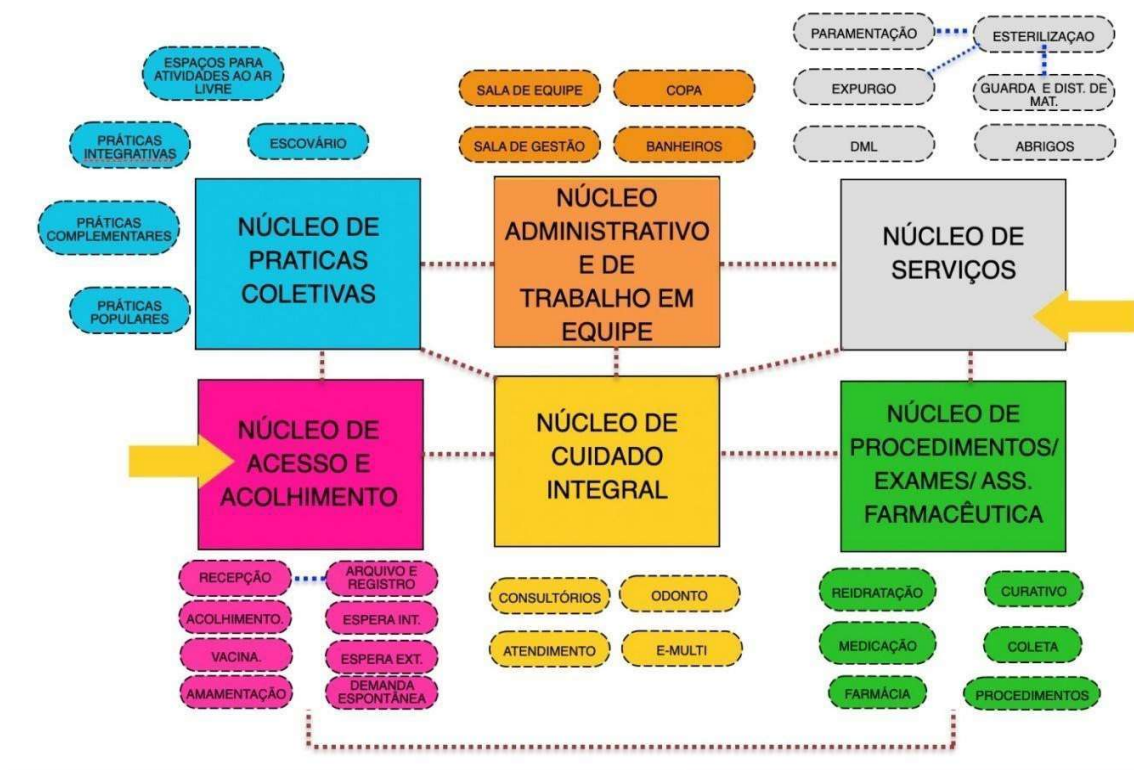 ESPAÇOS PARA
ATIVIDADES AO AR
LIVRE
PRÁTICAS
INTEGRATIVAS
ESCOVÁRIO
PRÁTICAS
COMPLEMENTARES
PRÁTICAS
POPULARES
NÚCLEO DE
PRATICAS
COLETIVAS
SALA DE EQUIPE
COPA
SALA DE GESTÃO
BANHEIROS
NÚCLEO
ADMINISTRATIVO
E DE
TRABALHO EM
EQUIPE
PARAMENTAÇÃO
ESTERILIZAÇAO
EXPURGO
GUARDA E DIST. DE
MAT.
DML
ABRIGOS
NÚCLEO DE
SERVIÇOS
NÚCLEO DE
ACESSO E
ACOLHIMENTO
RECEPÇÃO
ARQUIVO E
REGISTRO
ACOLHIMENTO.
ESPERA INT.
VACINA.
ESPERA EXT.
AMAMENTAÇÃO
DEMANDA
ESPONTÂNEA
NÚCLEO DE
CUIDADO
INTEGRAL
CONSULTÓRIOS
ODONTO
ATENDIMENTO
E-MULTI
NÚCLEO DE
PROCEDIMENTOS/
EXAMES/ ASS.
FARMACÊUTICA
REIDRATAÇÃO
CURATIVO
MEDICAÇÃO
COLETA
FARMÁCIA
PROCEDIMENTOS